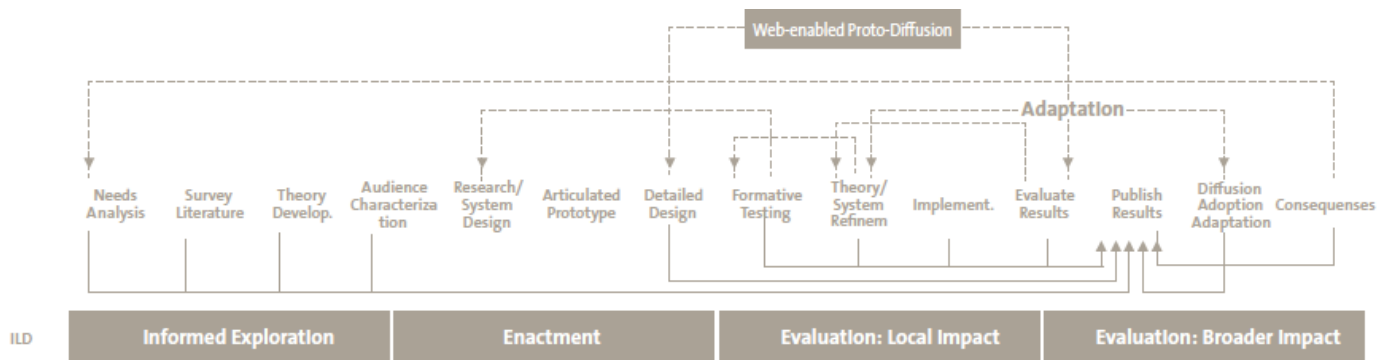 Web-enabled Proto-Diffusion
Adaptation
Needs
Analysis
Survey
Literature
Theory
Develop.
Audience
Characteriza
tion
Research/
System
Design
Articulated
Prototype
Detailed
Design
Formative
Testing
Theory/
System
Refinem
Implement.
Evaluate
Results
Publish
Results
Diffusion
Adoption
Adaptation
Consequenses
ILD
Informed Exploration
Enactment
Evaluation: Local Impact
Evaluation: Broader Impact